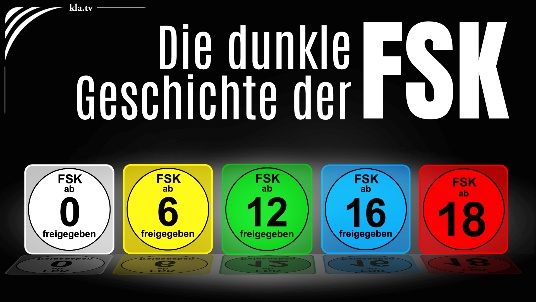 kla.tv
Die dunkle
Geschichte der
FSK
FSK
ab
0
freigegeben
FSK
ab
6
freigegeben
FSK
ab
12
freigegeben
FSK
ab
16
freigegeben
FSK
ab
18